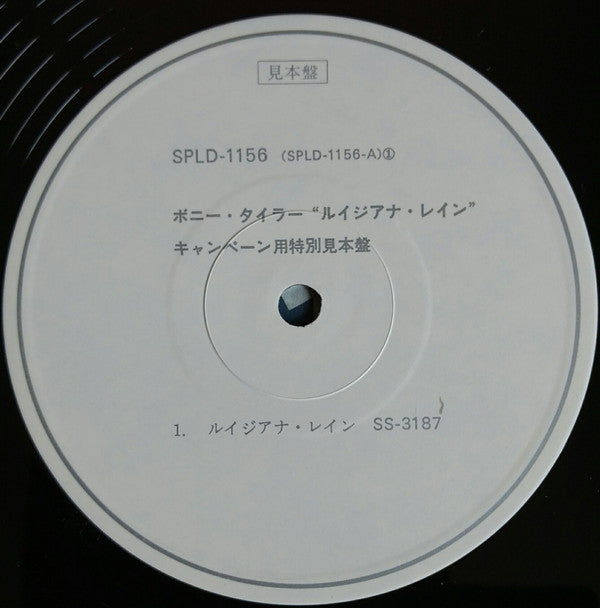 見本盤
SPLD-1156 (SPLD-1156-A)①
ボニー・タイラー “ルイジアナ・レイン”
キャンペーン用特別見本盤
1. ルイジアナ・レイン SS-3187